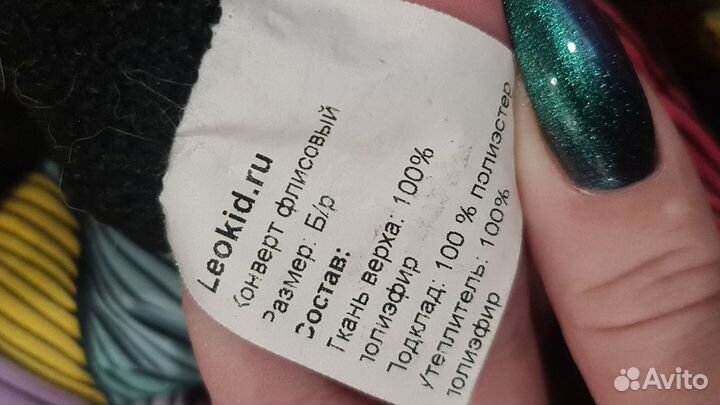 Leokid.ru
Конверт флисовый
Размер: Б/р
Состав:
Ткань верха: 100%
полиэфир
Подклад: 100 % полиэстер
утеплитель: 100%
полиэфир
Avito